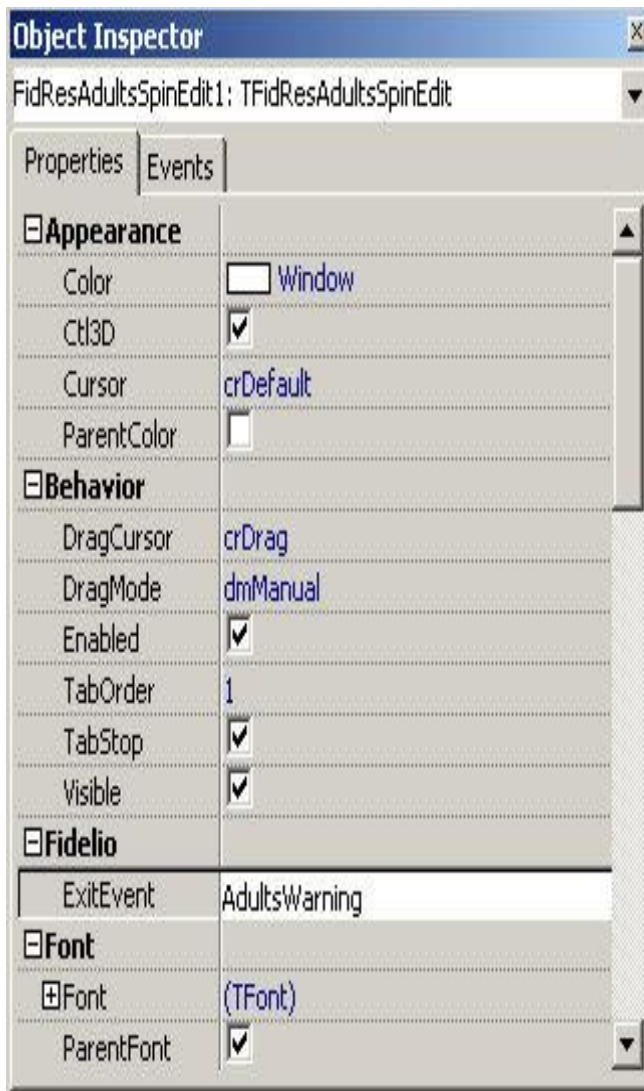 Object Inspector
FidResAdultsSpinEdit1: TFidResAdultsSpinEdit
Properties Events
Appearance
Color Window
Ctl3D
Cursor crDefault
ParentColor
Behavior
DragCursor crDrag
DragMode dmManual
Enabled
TabOrder 1
TabStop
Visible
Fidelio
ExitEvent AdultsWarning
Font
Font (TFont)
ParentFont